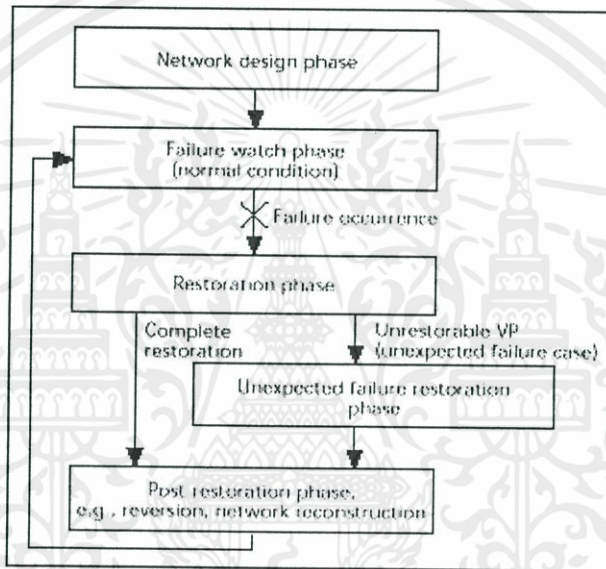 Network design phase
Failure watch phase
(normal condition)
Failure occurrence
Restoration phase
Complete
restoration
Unrestorable VP
(unexpected failure case)
Unexpected failure restoration
phase
Post restoration phase,
e.g., reversion, network reconstruction